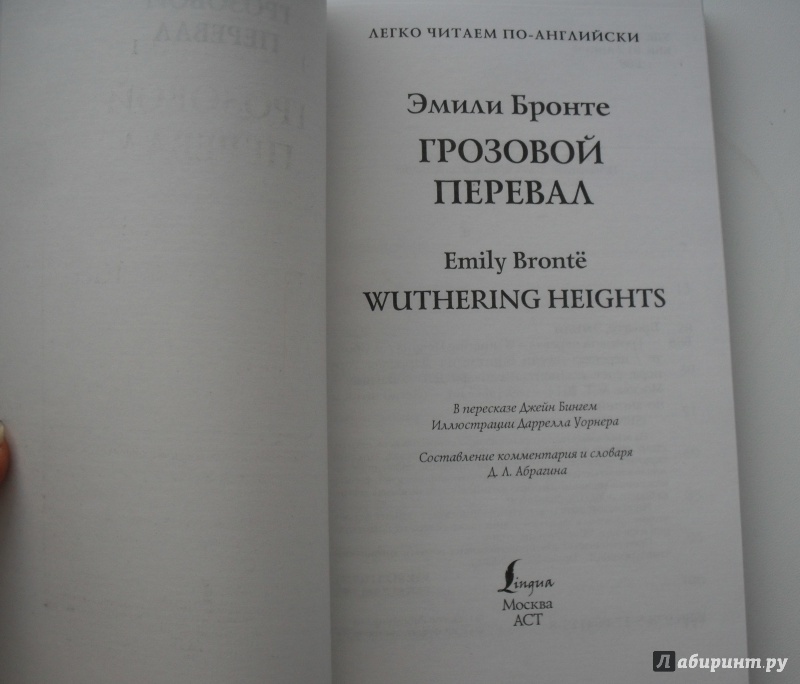 ЛЕГКО ЧИТАЕМ ПО-АНГЛИЙСКИ
Эмили Бронте
ГРОЗОВОЙ
ПЕРЕВАЛ
Emily Brontë
WUTHERING HEIGHTS
В пересказе Джейн Бингем
Иллюстрации Даррелла Уорнера
Составление комментария и словаря
Д. Л. Абрагина
Lingua
Москва
АСТ
Лабиринт.ру